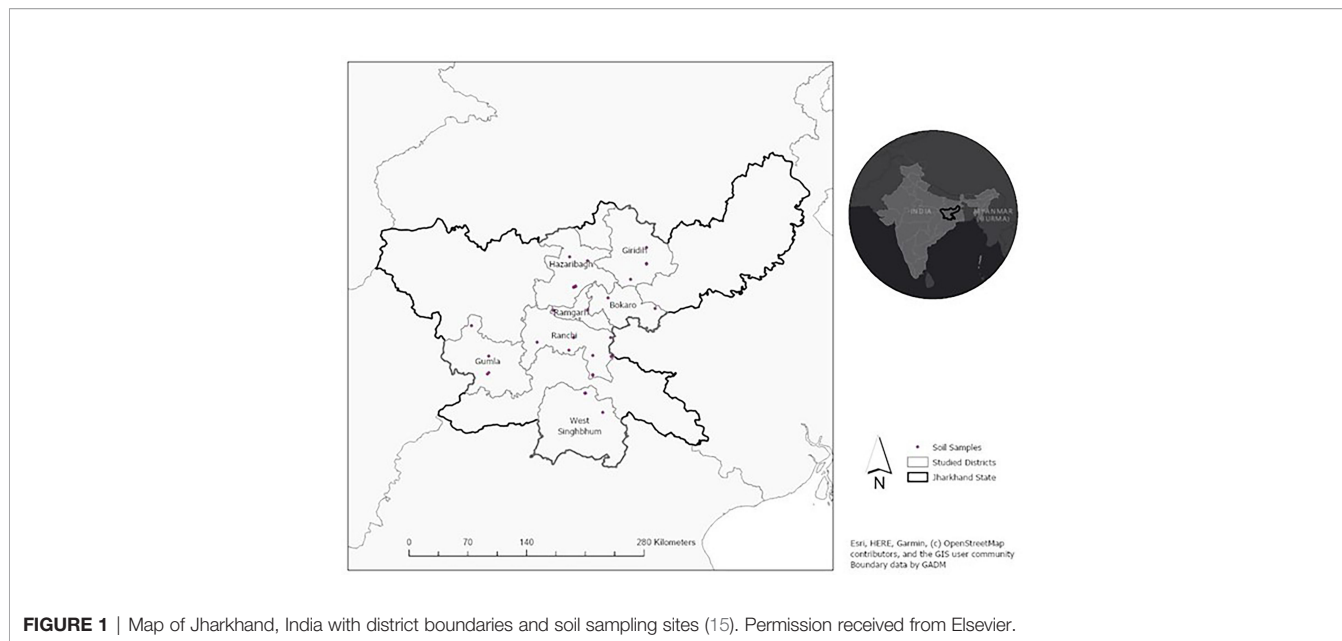 Giridih
Hazaribagh
Bokaro
Ramgarh
Ranchi
Gumla
West
Singhbhum
0 70 140 280 Kilometers
INDIA
MYANMAR
(BURMA)
N
Soil Samples
Studied Districts
Jharkhand State
Esri, HERE, Garmin, (c) OpenStreetMap
contributors, and the GIS user community
Boundary data by GADM
FIGURE 1 | Map of Jharkhand, India with district boundaries and soil sampling sites (15). Permission received from Elsevier.